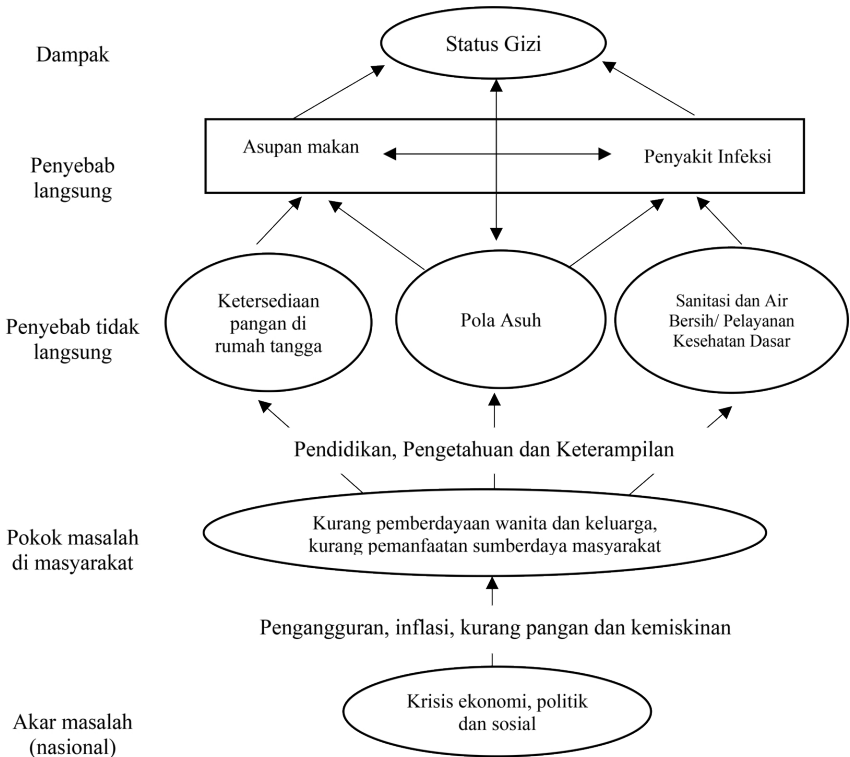 Status Gizi
Dampak
Asupan makan
Penyakit Infeksi
Penyebab
langsung
Ketersediaan
pangan di
rumah tangga
Pola Asuh
Sanitasi dan Air
Bersih/ Pelayanan
Kesehatan Dasar
Penyebab tidak
langsung
Pendidikan, Pengetahuan dan Keterampilan
Pokok masalah
di masyarakat
Kurang pemberdayaan wanita dan keluarga,
kurang pemanfaatan sumberdaya masyarakat
Pengangguran, inflasi, kurang pangan dan kemiskinan
Krisis ekonomi, politik
dan sosial
Akar masalah
(nasional)